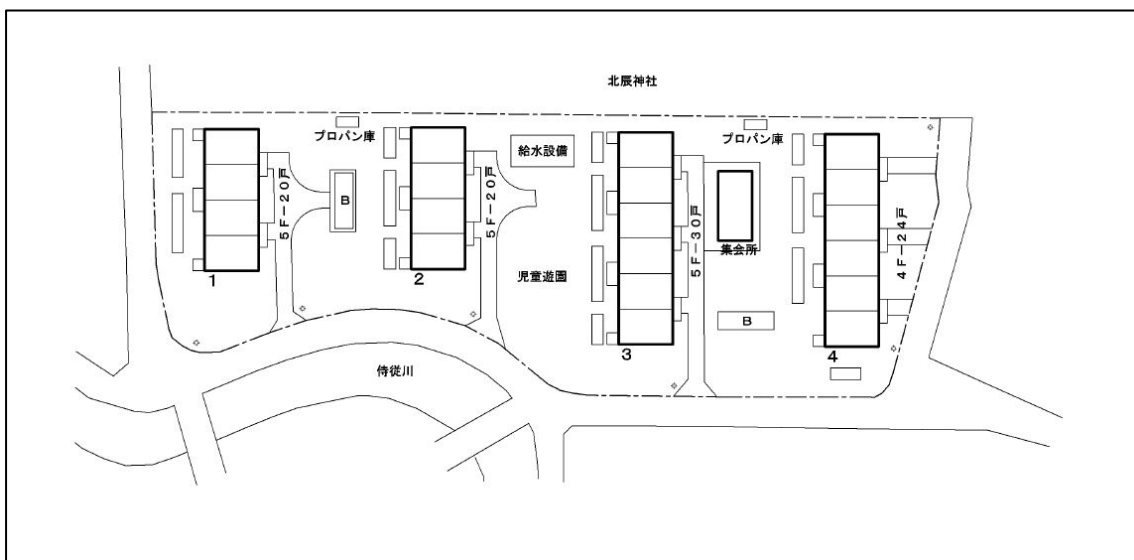 北辰神社
プロパン庫
プロパン庫
給水設備
5F-20戸
B
5F-20戸
5F-30戸
集会所
4F-24戸
1
2
児童遊園
B
3
4
侍従川